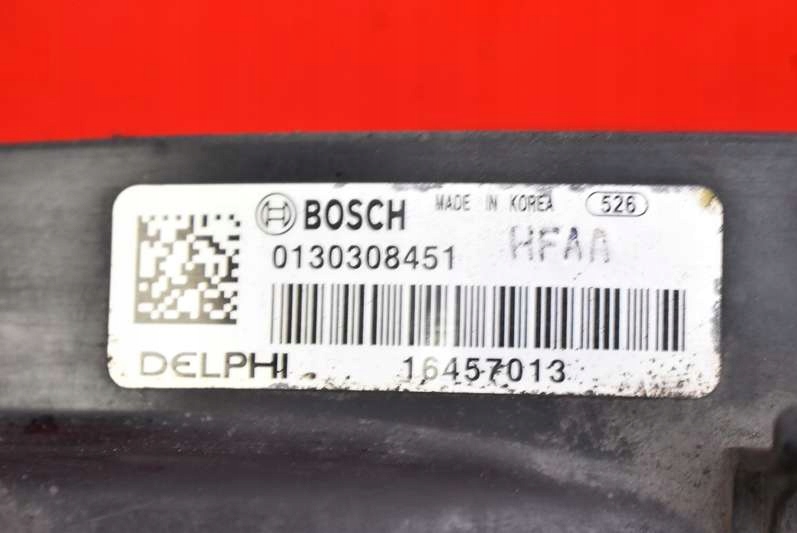 BOSCH MADE IN KOREA 526
0130308451 HFAA
DELPHI 16457013